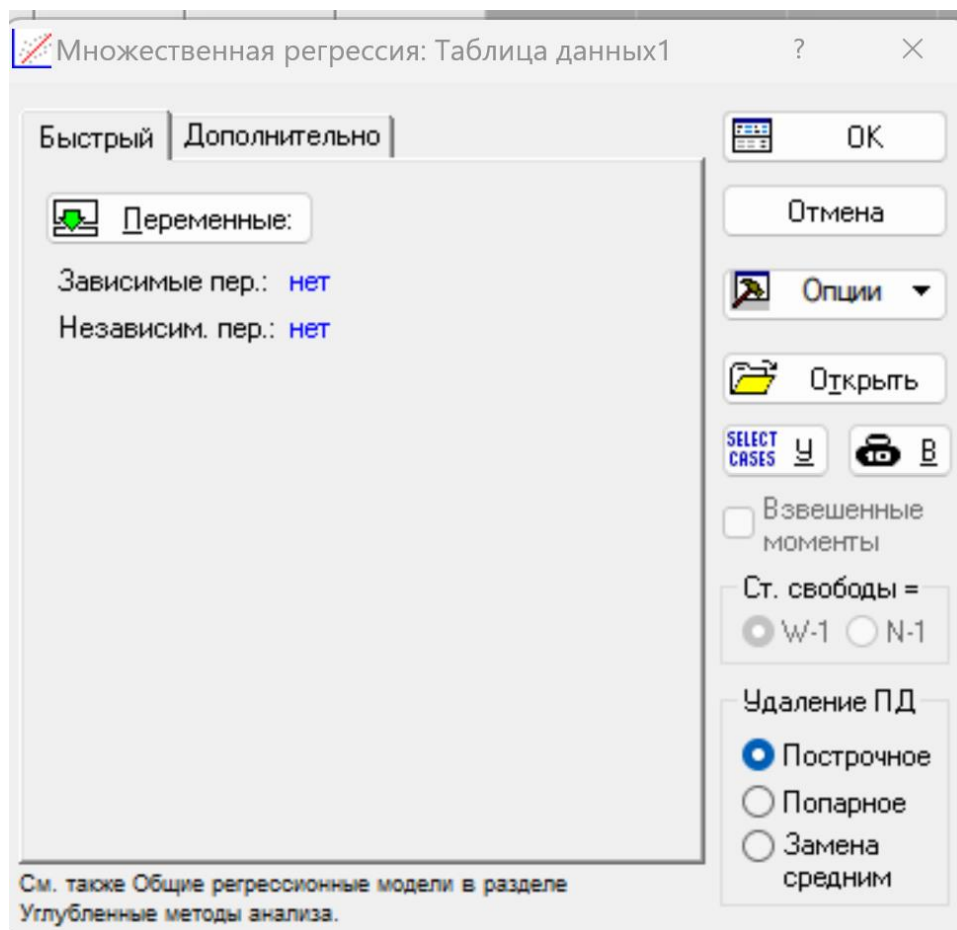 Множественная регрессия: Таблица данных1
?
Быстрый
Дополнительно
OK
Переменные:
Отмена
Зависимые пер.: нет
Опции
Независим. пер.: нет
Открыть
SELECT CASES У
10 В
Взвешенные
моменты
Ст. свободы =
W-1
N-1
Удаление ПД
Построчное
Попарное
Замена
средним
См. также Общие регрессионные модели в разделе
Углубленные методы анализа.